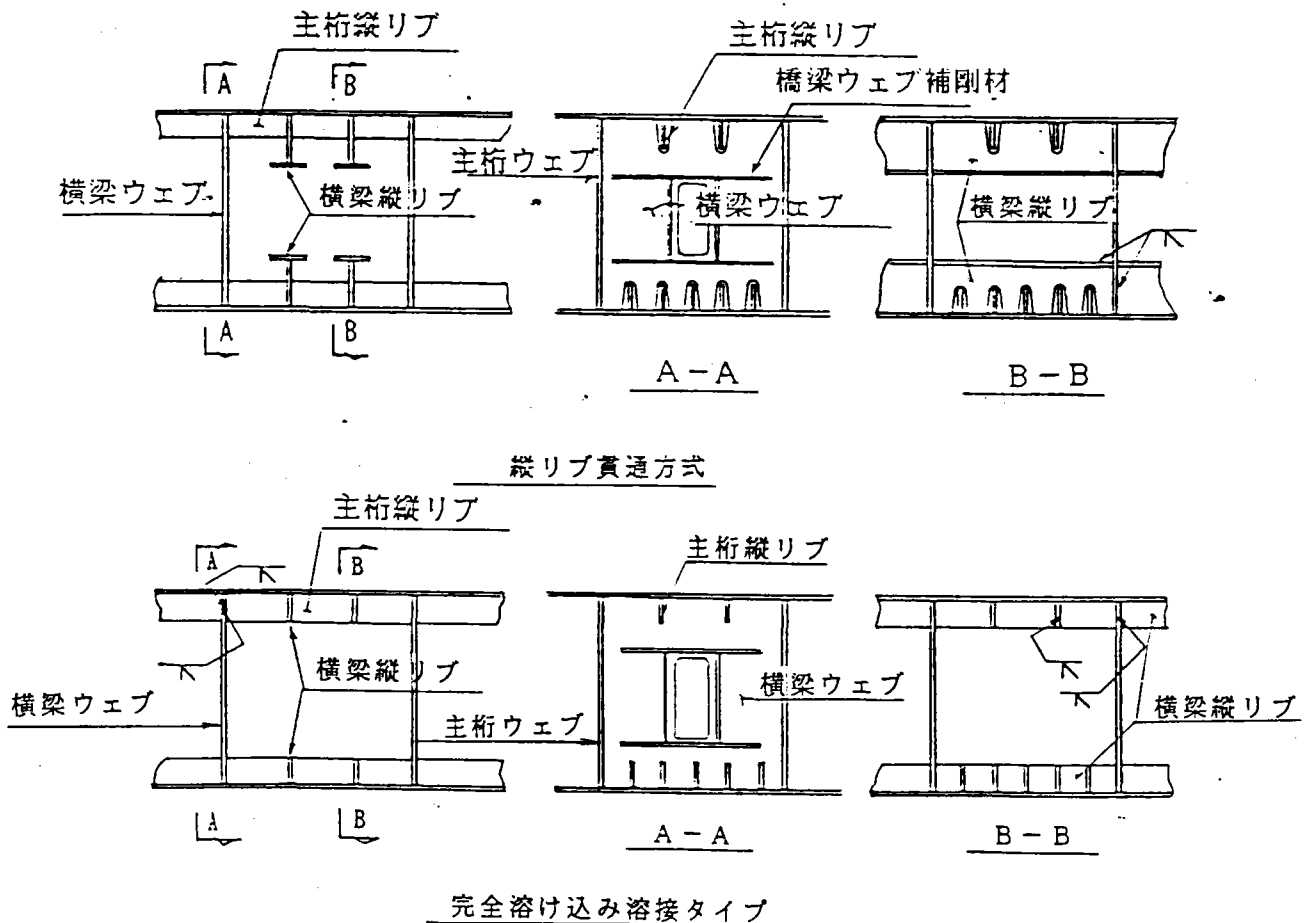 主桁縦リブ
主桁縦リブ
A
B
橋梁ウェブ補剛材
主桁ウェブ
横梁ウェブ
横梁縦リブ
横梁ウェブ
横梁縦リブ
A
B
A-A
B-B
縦リブ貫通方式
主桁縦リブ
A
B
主桁縦リブ
横梁縦リブ
横梁ウェブ
横梁ウェブ
主桁ウェブ
横梁縦リブ
A
B
A-A
B-B
完全溶け込み溶接タイプ